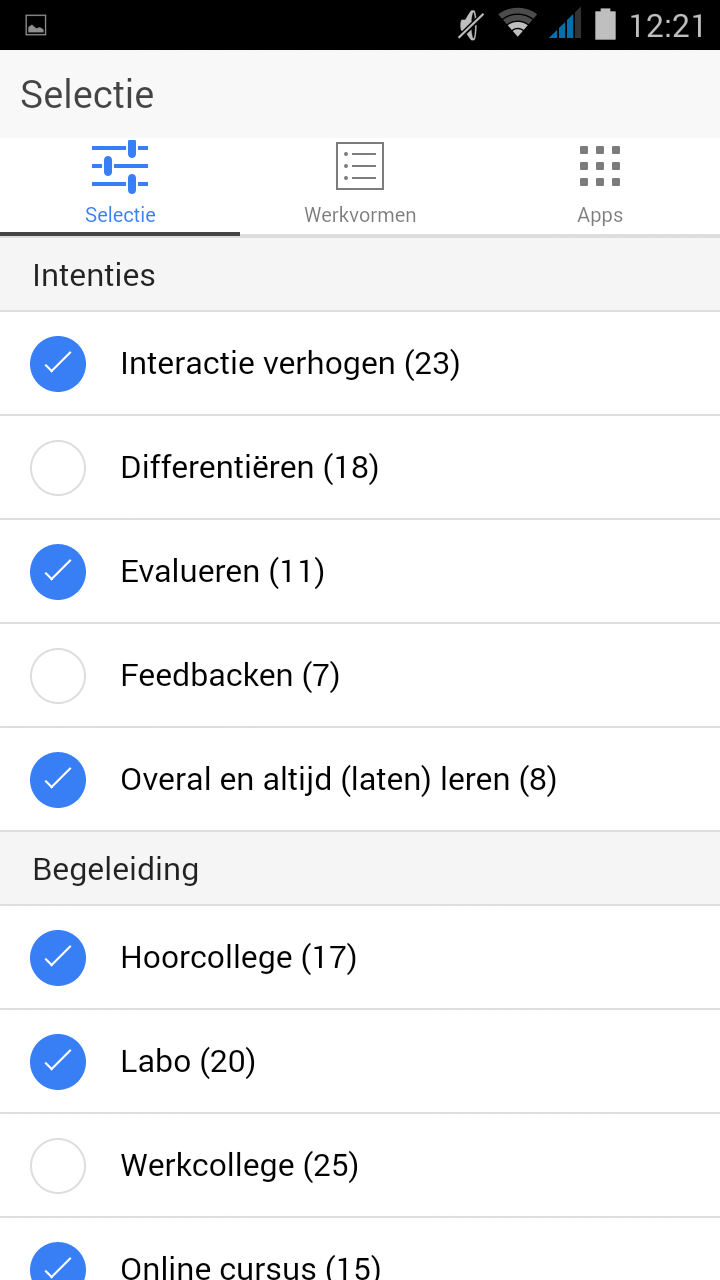 12:21
Selectie
Selectie
Werkvormen
Apps
Intenties
Interactie verhogen (23)
Differentiëren (18)
Evalueren (11)
Feedbacken (7)
Overal en altijd (laten) leren (8)
Begeleiding
Hoorcollege (17)
Labo (20)
Werkcollege (25)
Online cursus (15)